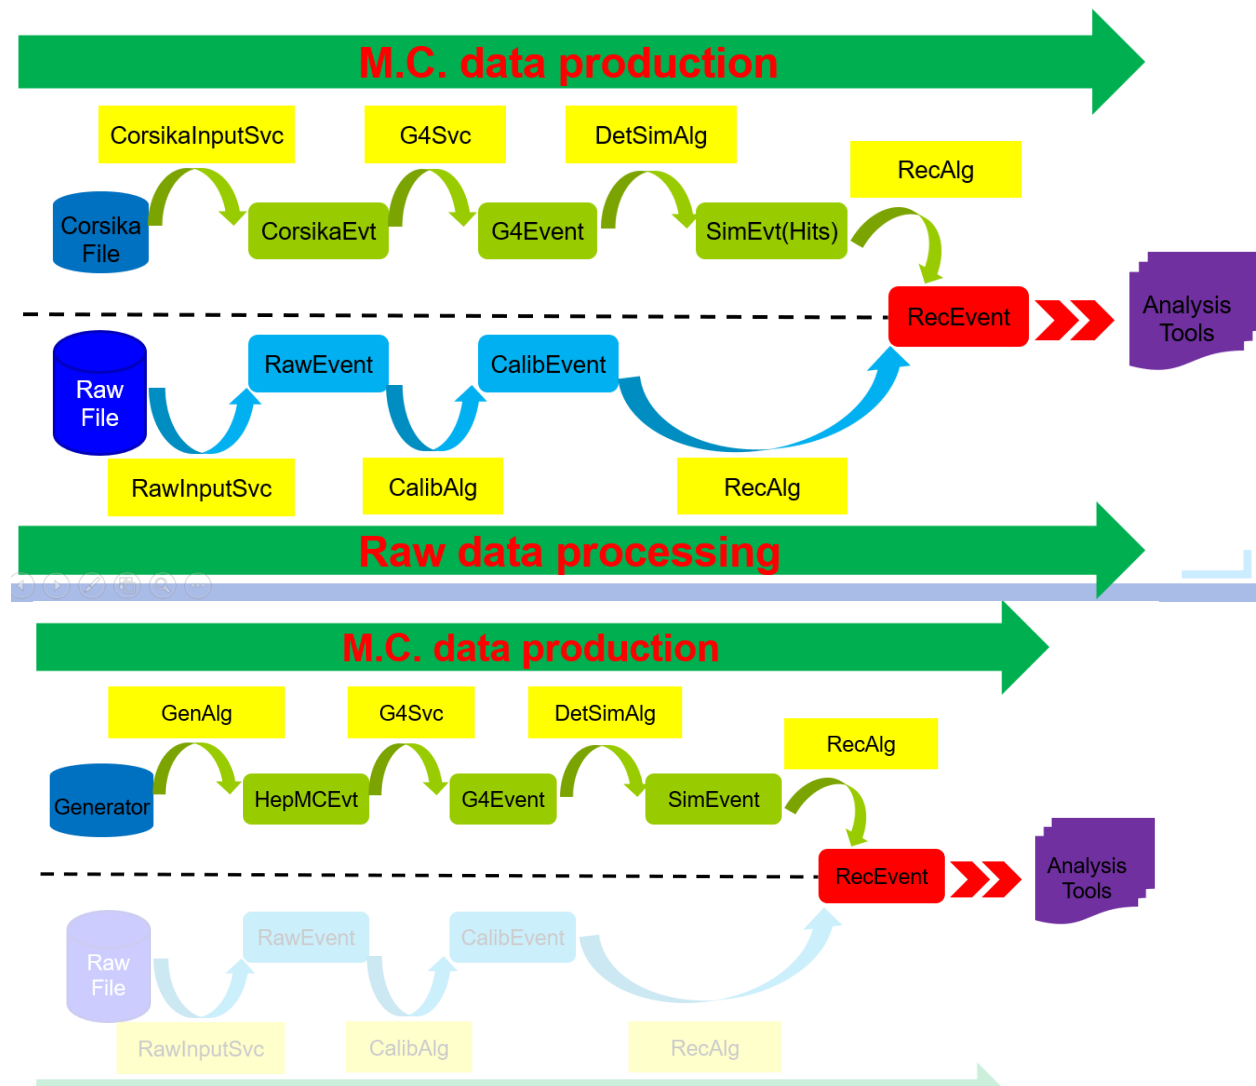 M.C. data production
CorsikaInputSvc
G4Svc
DetSimAlg
RecAlg
Corsika
File
CorsikaEvt
G4Event
SimEvt(Hits)
RecEvent
Analysis
Tools
Raw
File
RawEvent
CalibEvent
RawInputSvc
CalibAlg
RecAlg
Raw data processing
M.C. data production
GenAlg
G4Svc
DetSimAlg
RecAlg
Generator
HepMCEvt
G4Event
SimEvent
RecEvent
Analysis
Tools
Raw
File
RawEvent
CalibEvent
RawInputSvc
CalibAlg
RecAlg